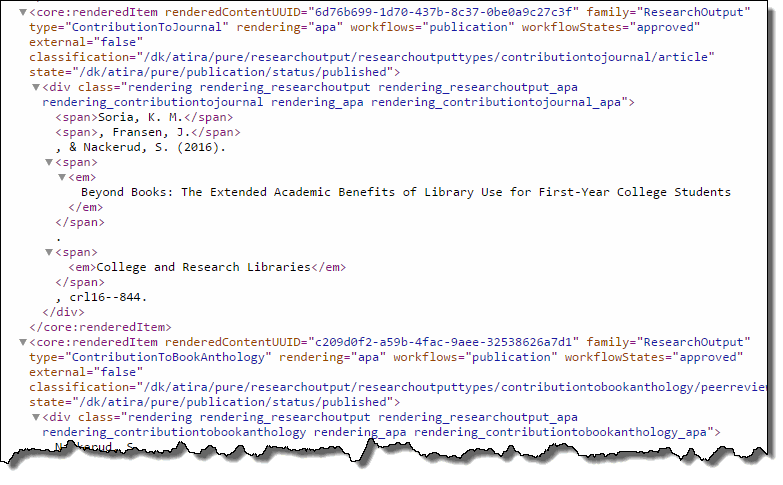 <core:renderedItem renderedContentUUID="6d76b699-1d70-437b-8c37-0be0a9c27c3f" family="ResearchOutput"
type="ContributionToJournal" rendering="apa" workflows="publication" workflowStates="approved"
external="false"
classification="/dk/atira/pure/researchoutput/researchoutputtypes/contributiontojournal/article"
state="/dk/atira/pure/publication/status/published">
<div class="rendering rendering_researchoutput rendering_researchoutput_apa
rendering_contributiontojournal rendering_apa rendering_contributiontojournal_apa">
<span>Soria, K. M.</span>
<span>, Fransen, J.</span>
, & Nackerud, S. (2016).
<span>
<em>
Beyond Books: The Extended Academic Benefits of Library Use for First-Year College Students
</em>
</span>
.
<span>
<em>College and Research Libraries</em>
</span>
, crl16--844.
</div>
</core:renderedItem>
<core:renderedItem renderedContentUUID="c209d0f2-a59b-4fac-9aee-32538626a7d1" family="ResearchOutput"
type="ContributionToBookAnthology" rendering="apa" workflows="publication" workflowStates="approved"
external="false"
classification="/dk/atira/pure/researchoutput/researchoutputtypes/contributiontobookanthology/peerreview
state="/dk/atira/pure/publication/status/published">
<div class="rendering rendering_researchoutput rendering_researchoutput_apa
rendering_contributiontobookanthology rendering_apa rendering_contributiontobookanthology_apa">
Nackerud, S.